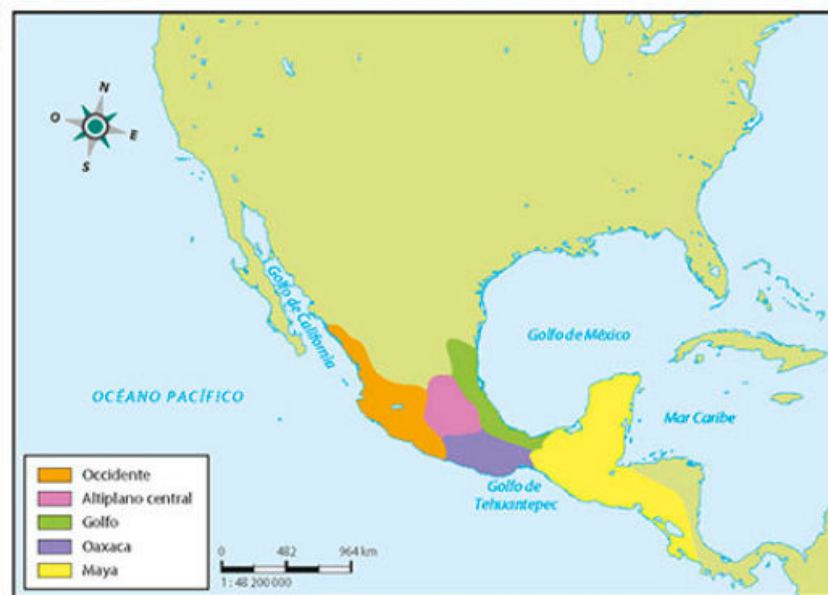 N
O
E
S
Golfo de California
Golfo de México
OCÉANO PACÍFICO
Mar Caribe
Golfo de
Tehuantepec
Occidente
Altiplano central
Golfo
Oaxaca
Maya
0 482 964 km
1 : 48 200 000